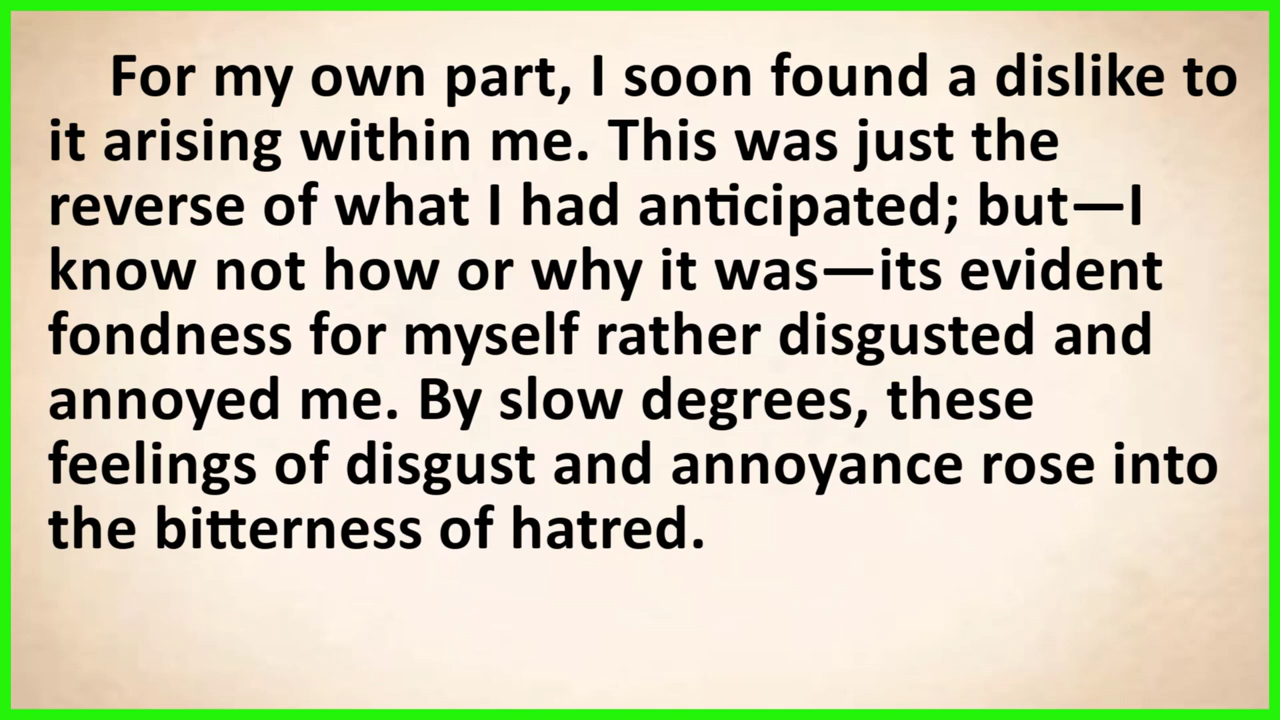 For my own part, I soon found a dislike to
it arising within me. This was just the
reverse of what I had anticipated; but—I
know not how or why it was—its evident
fondness for myself rather disgusted and
annoyed me. By slow degrees, these
feelings of disgust and annoyance rose into
the bitterness of hatred.